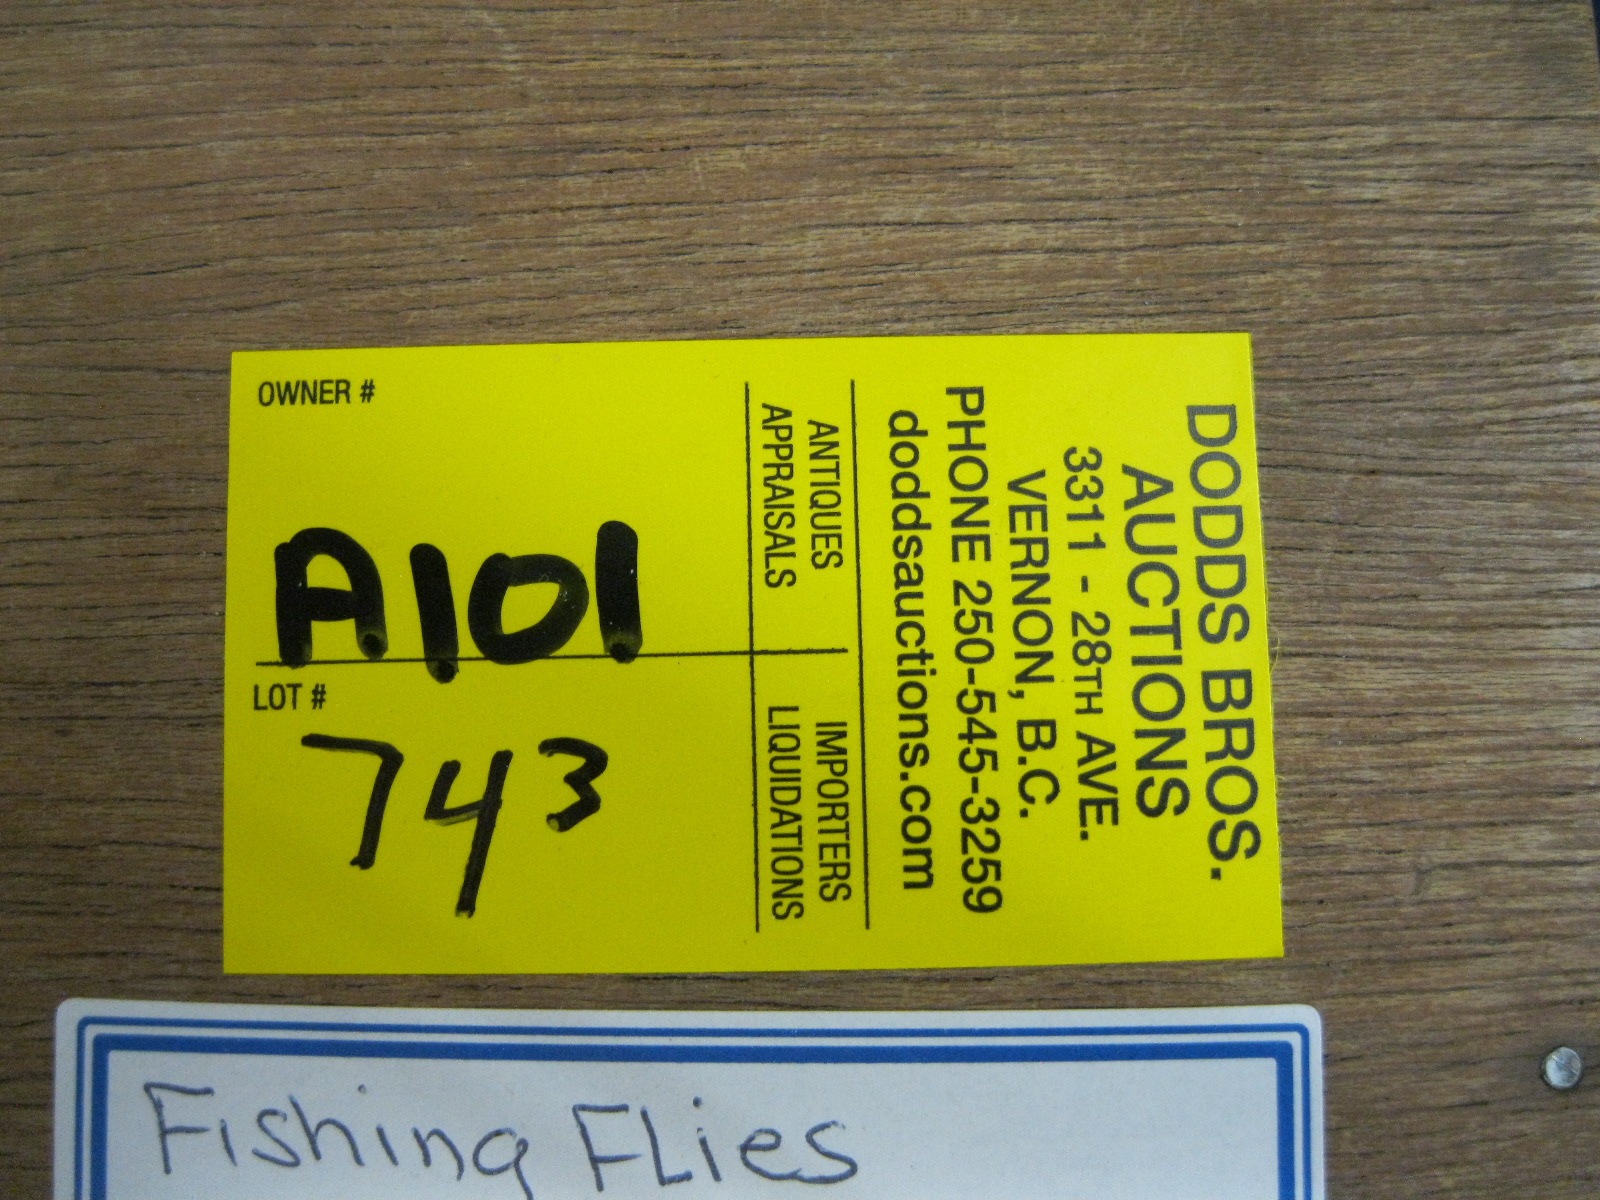 OWNER #
A101
LOT #
743
DODDS BROS.
AUCTIONS
3311 - 28TH AVE.
VERNON, B.C.
PHONE 250-545-3259
doddsauctions.com
ANTIQUES
APPRAISALS
IMPORTERS
LIQUIDATIONS
Fishing FLies